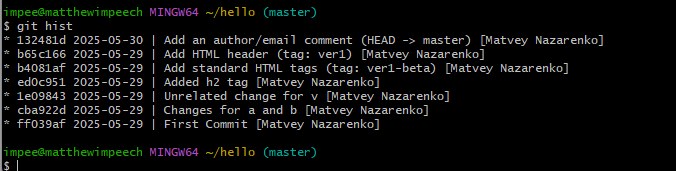 impee@matthewimpeech MINGW64 ~/hello (master)
$ git hist
* 132481d 2025-05-30 | Add an author/email comment (HEAD -> master) [Matvey Nazarenko]
* b65c166 2025-05-29 | Add HTML header (tag: ver1) [Matvey Nazarenko]
* b4081af 2025-05-29 | Add standard HTML tags (tag: ver1-beta) [Matvey Nazarenko]
* ed0c951 2025-05-29 | Added h2 tag [Matvey Nazarenko]
* 1e09843 2025-05-29 | Unrelated change for v [Matvey Nazarenko]
* cba922d 2025-05-29 | Changes for a and b [Matvey Nazarenko]
* ff039af 2025-05-29 | First Commit [Matvey Nazarenko]
impee@matthewimpeech MINGW64 ~/hello (master)
$